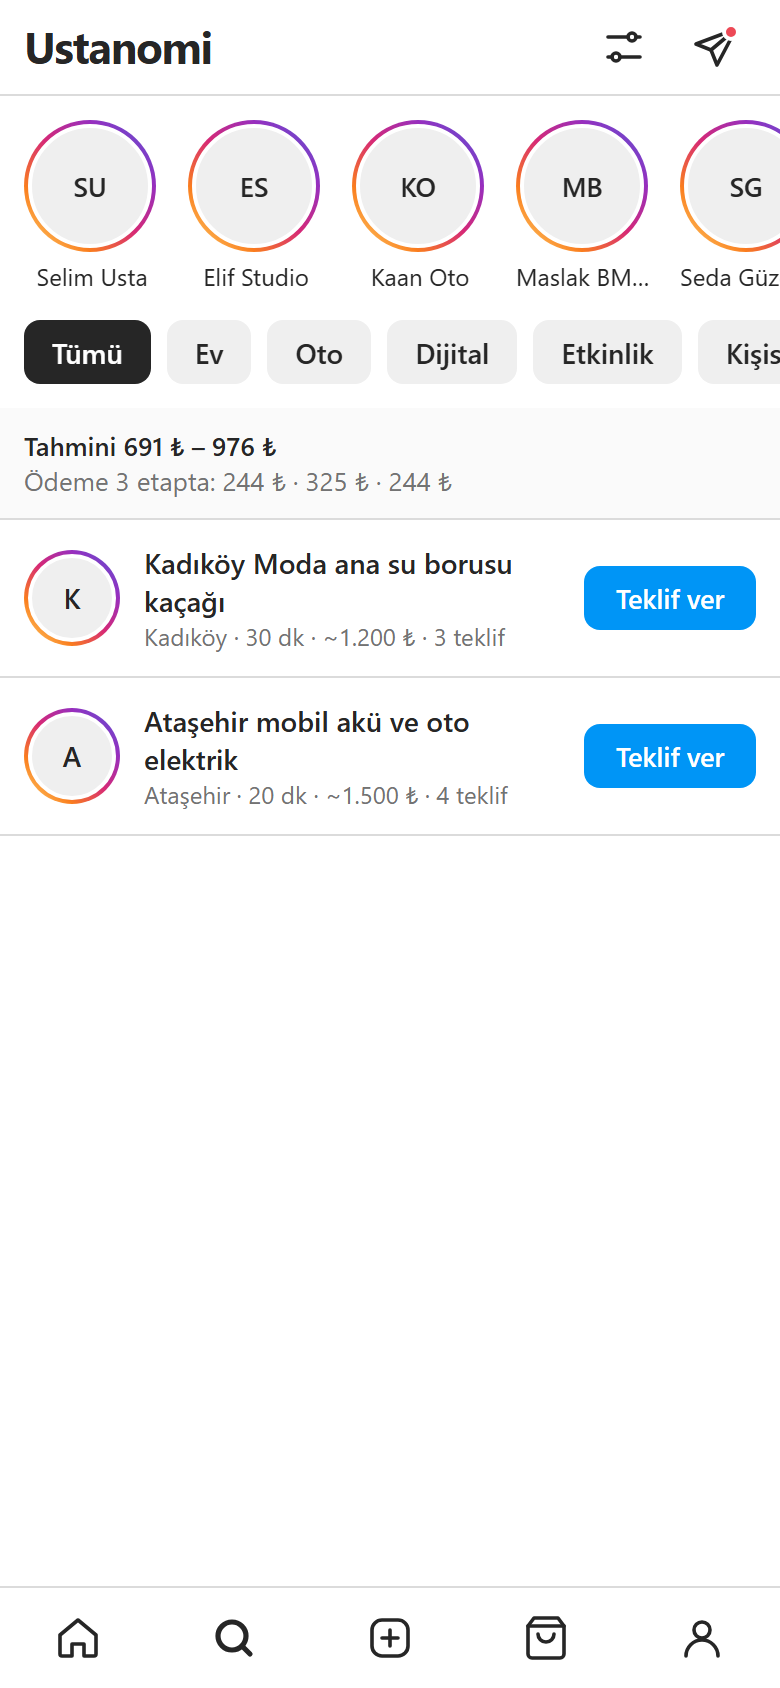 Ustanomi
SU
ES
KO
MB
SG
Selim Usta
Elif Studio
Kaan Oto
Maslak BM...
Seda Güz
Tümü
Ev
Oto
Dijital
Etkinlik
Kişis
Tahmini 691 ₺ – 976 ₺
Ödeme 3 etapta: 244 ₺ · 325 ₺ · 244 ₺
K
Kadıköy Moda ana su borusu
kaçağı
Kadıköy · 30 dk · ~1.200 ₺ · 3 teklif
Teklif ver
A
Ataşehir mobil akü ve oto
elektrik
Ataşehir · 20 dk · ~1.500 ₺ · 4 teklif
Teklif ver